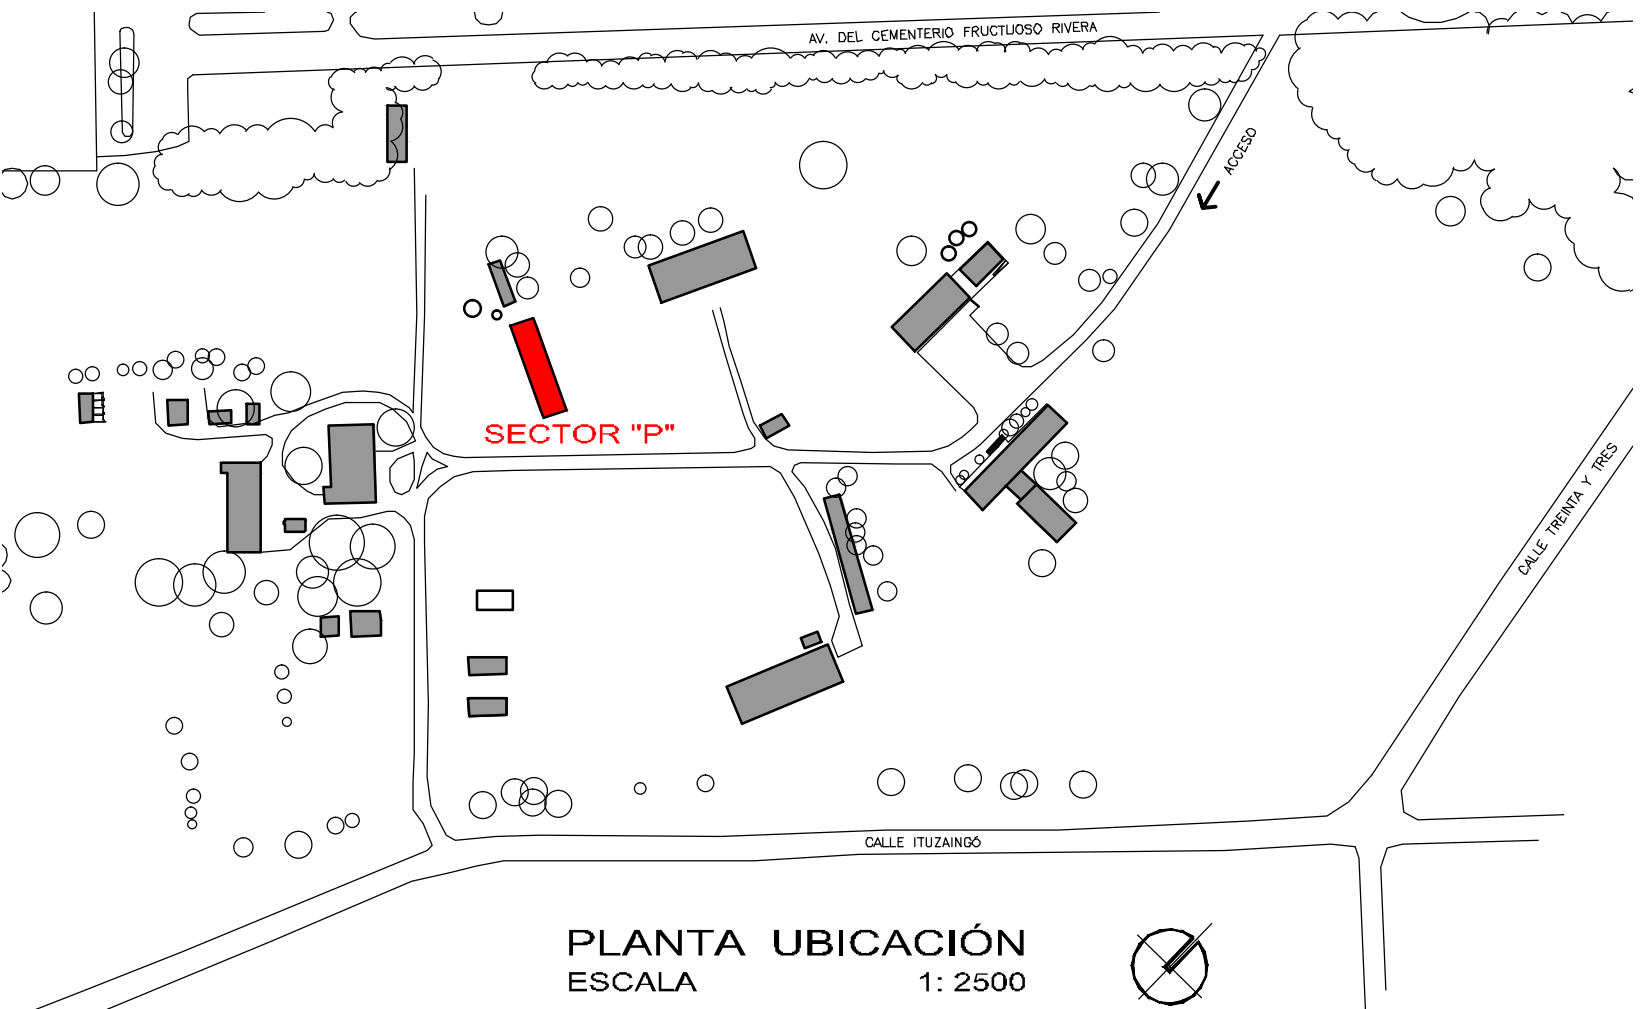 AV. DEL CEMENTERIO FRUCTUOSO RIVERA
ACCESO
SECTOR "P"
CALLE TREINTA Y TRES
CALLE ITUZAINGÓ
PLANTA UBICACIÓN
ESCALA 1: 2500